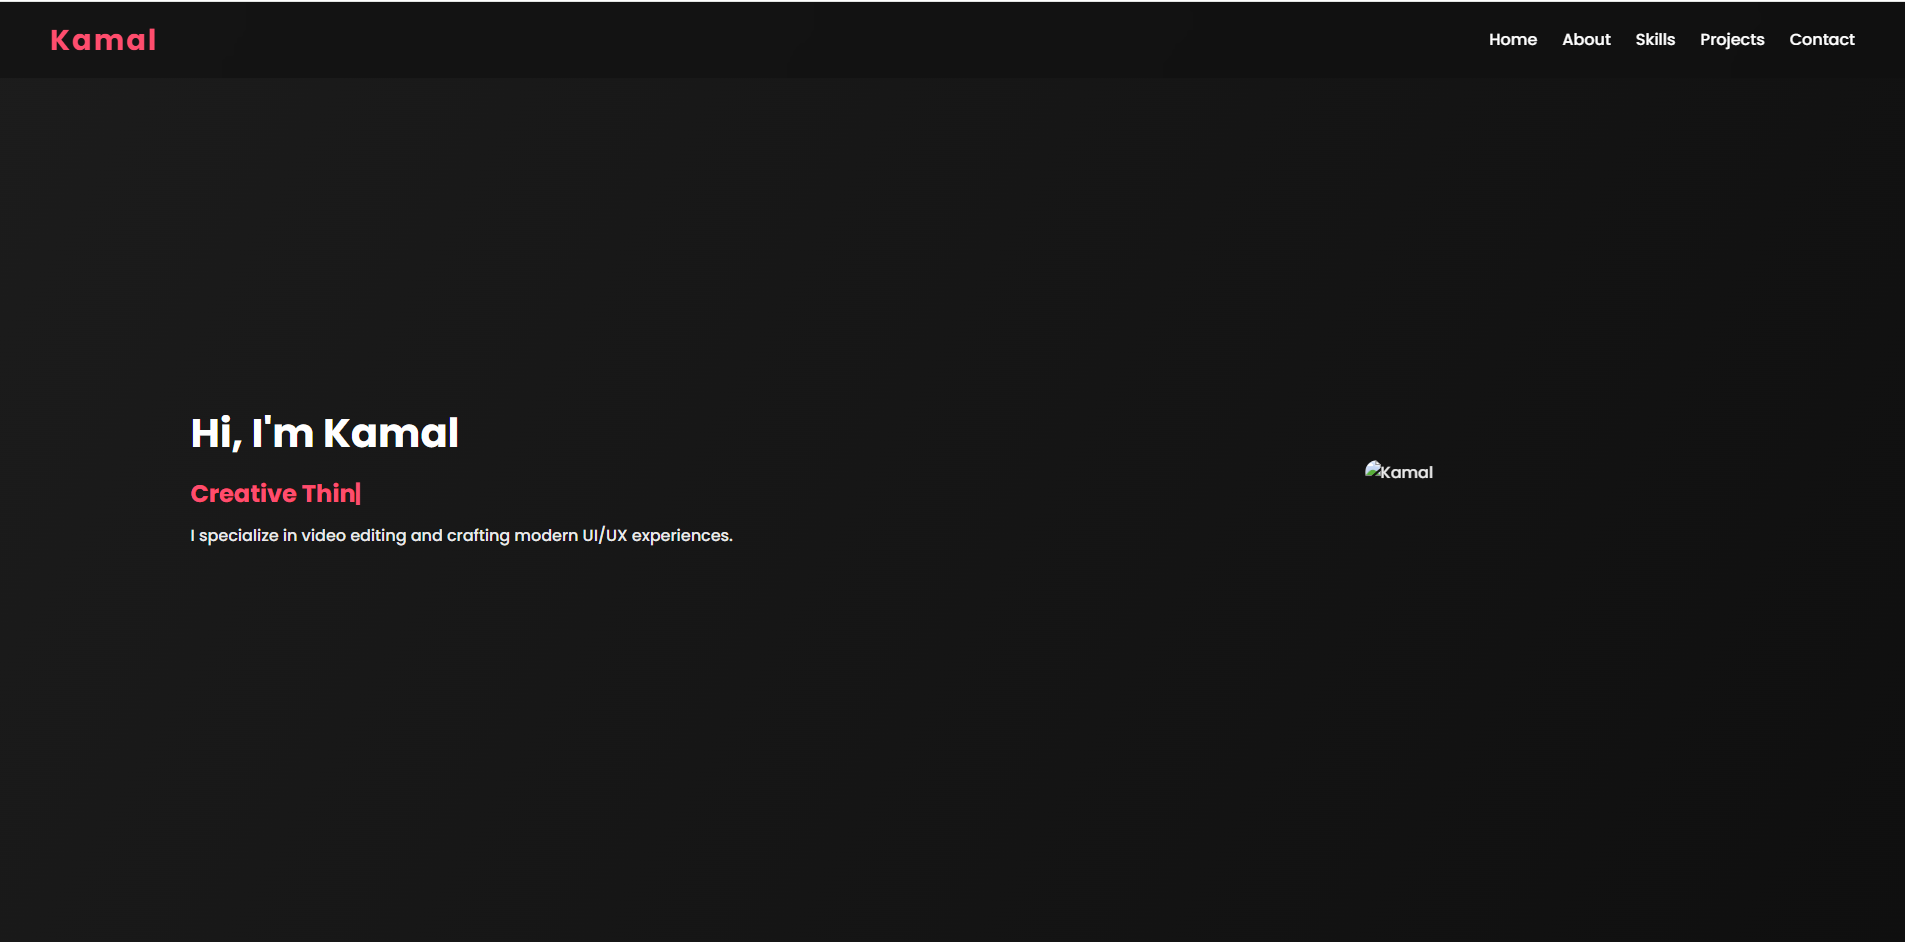 Kamal
Home About Skills Projects Contact
Hi, I'm Kamal
Creative Thin
I specialize in video editing and crafting modern UI/UX experiences.
Kamal